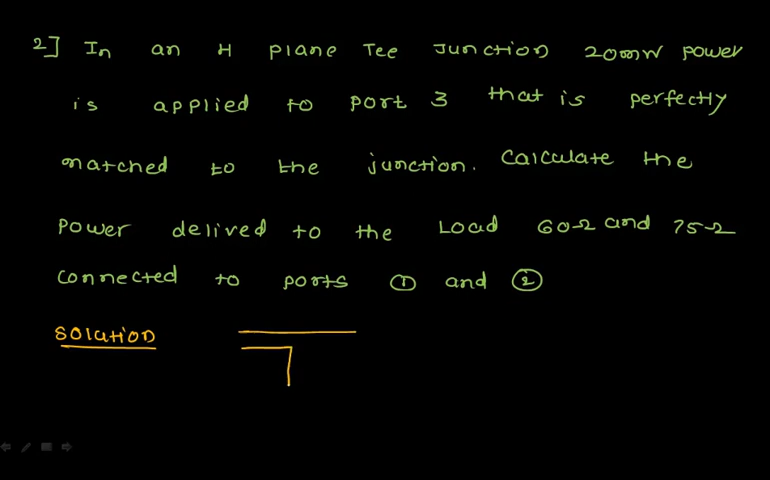 2] In an H plane Tee Junction 20mW power
is applied to port 3 that is perfectly
matched to the junction. Calculate the
power delived to the Load 60Ω and 75Ω
connected to ports ① and ②
Solution